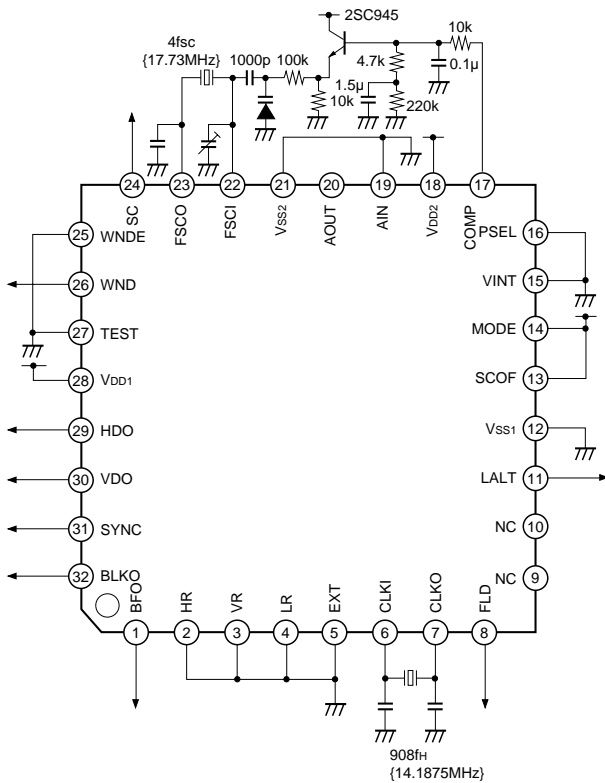 2SC945
4fsc
{17.73MHz}
1000p
100k
10k
4.7k
10k
0.1µ
1.5µ
220k
24
23
22
21
20
19
18
17
SC
FSCO
FSCI
VSS2
AOUT
AIN
VDD2
COMP
25
WNDE
26
WND
27
TEST
28
VDD1
29
HDO
30
VDO
31
SYNC
32
BLKO
PSEL
16
VINT
15
MODE
14
SCOF
13
VSS1
12
LALT
11
NC
10
NC
9
BFO
HR
VR
LR
EXT
CLKI
CLKO
FLD
1
2
3
4
5
6
7
8
908fH
{14.1875MHz}